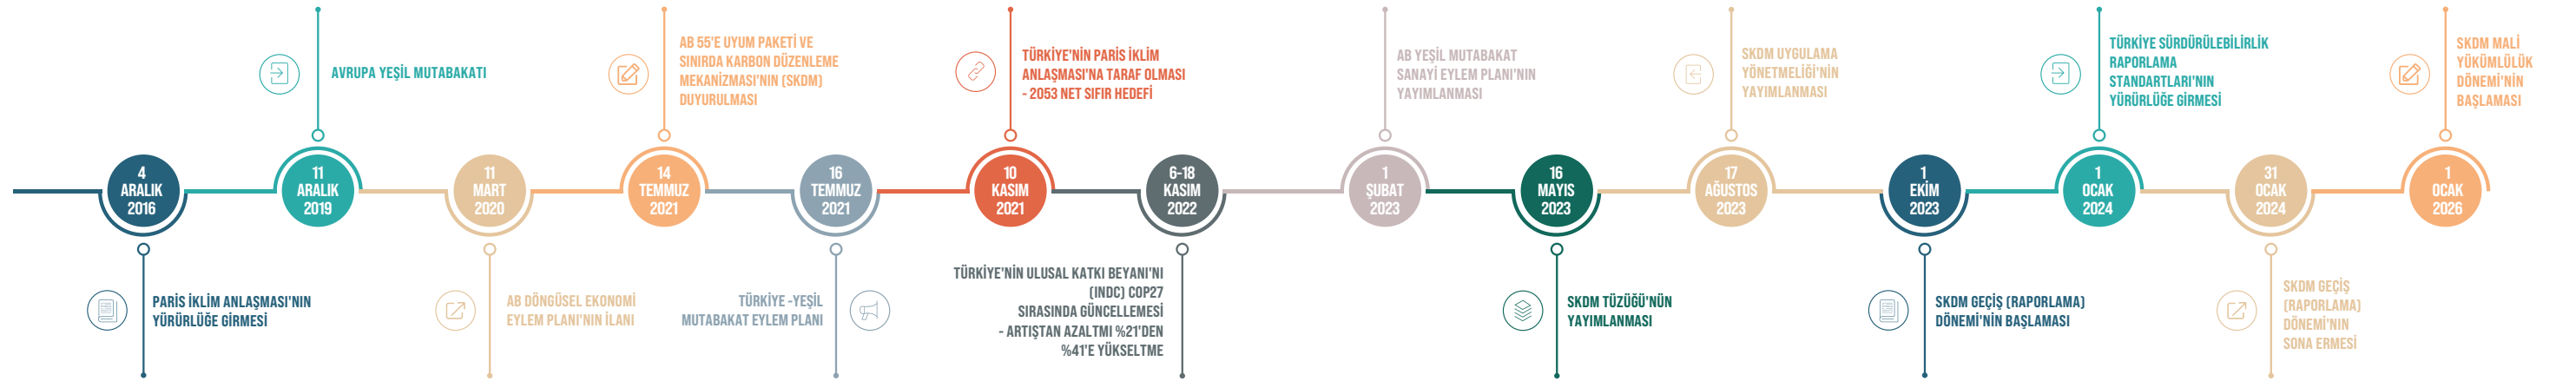 4
ARALIK
2016
PARİS İKLİM ANLAŞMASI'NIN
YÜRÜRLÜĞE GİRMESİ
11
ARALIK
2019
AVRUPA YEŞİL MUTABAKATI
11
MART
2020
AB DÖNGÜSEL EKONOMİ
EYLEM PLANI'NIN İLANI
14
TEMMUZ
2021
AB 55'E UYUM PAKETİ VE
SINIRDA KARBON DÜZENLEME
MEKANİZMASI'NIN (SKDM)
DUYURULMASI
16
TEMMUZ
2021
TÜRKİYE -YEŞİL
MUTABAKAT EYLEM PLANI
10
KASIM
2021
TÜRKİYE'NİN PARİS İKLİM
ANLAŞMASI'NA TARAF OLMASI
- 2053 NET SIFIR HEDEFİ
6-18
KASIM
2022
TÜRKİYE'NİN ULUSAL KATKI BEYANI'NI
(INDC) COP27
SIRASINDA GÜNCELLEMESİ
- ARTIŞTAN AZALTMI %21'DEN
%41'E YÜKSELTME
1
ŞUBAT
2023
AB YEŞİL MUTABAKAT
SANAYİ EYLEM PLANI'NIN
YAYIMLANMASI
16
MAYIS
2023
SKDM TÜZÜĞÜ'NÜN
YAYIMLANMASI
17
AĞUSTOS
2023
SKDM UYGULAMA
YÖNETMELİĞİ'NİN
YAYIMLANMASI
1
EKİM
2023
SKDM GEÇİŞ (RAPORLAMA)
DÖNEMİ'NİN BAŞLAMASI
1
OCAK
2024
TÜRKİYE SÜRDÜRÜLEBİLİRLİK
RAPORLAMA
STANDARTLARI'NIN
YÜRÜRLÜĞE GİRMESİ
31
OCAK
2024
SKDM GEÇİŞ
(RAPORLAMA)
DÖNEMİ'NIN
SONA ERMESİ
1
OCAK
2026
SKDM MALİ
YÜKÜMLÜLÜK
DÖNEMİ'NİN
BAŞLAMASI